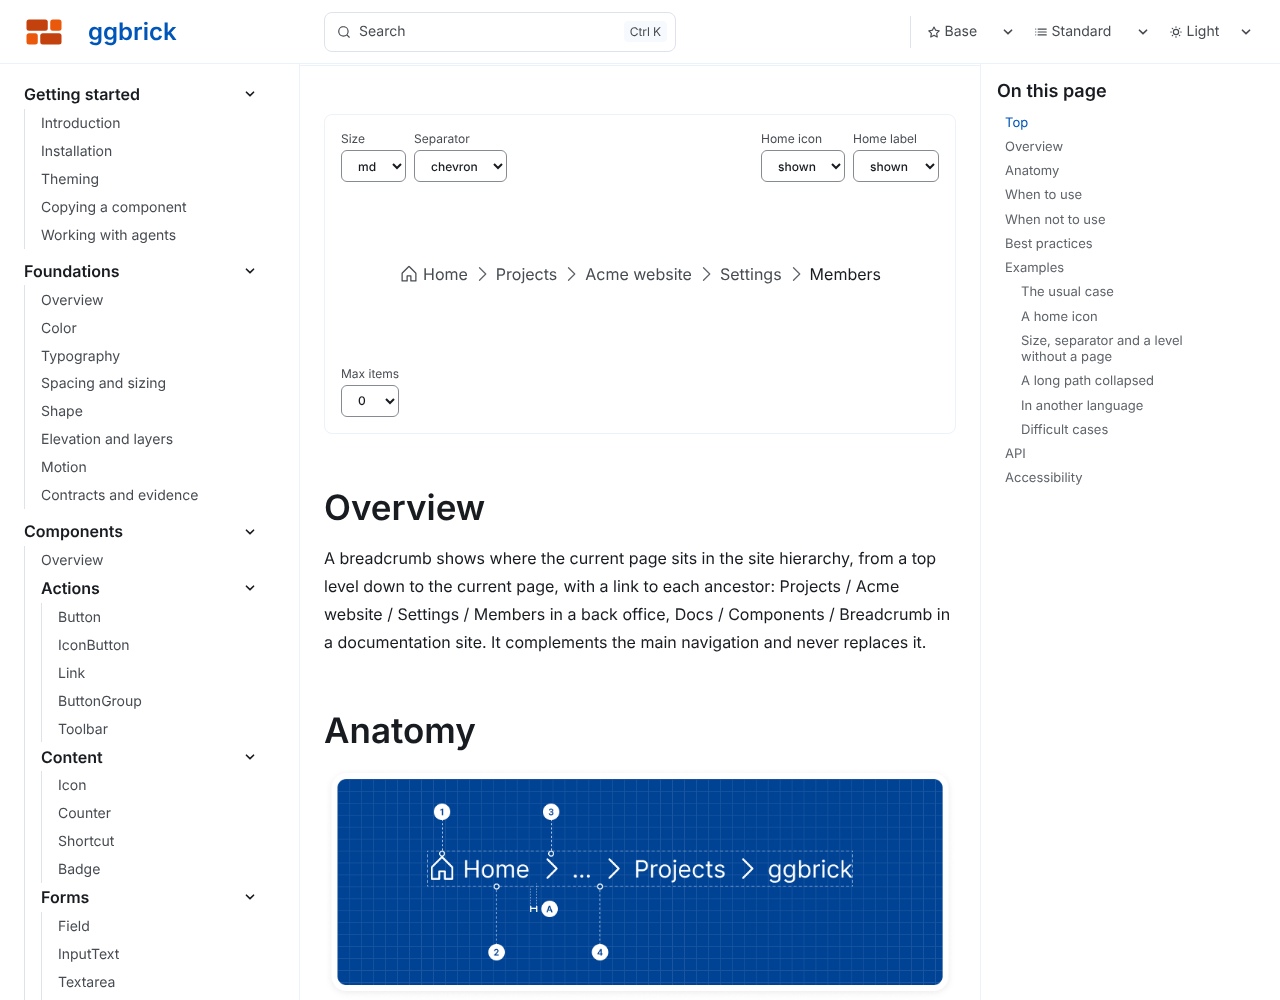 ggbrick
Search
Ctrl K
Base
Standard
Light
Getting started
Introduction
Installation
Theming
Copying a component
Working with agents
Foundations
Overview
Color
Typography
Spacing and sizing
Shape
Elevation and layers
Motion
Contracts and evidence
Components
Overview
Actions
Button
IconButton
Link
ButtonGroup
Toolbar
Content
Icon
Counter
Shortcut
Badge
Forms
Field
InputText
Textarea
Size
Separator
Home icon
Home label
md
chevron
shown
shown
Home
Projects
Acme website
Settings
Members
Max items
0
Overview
A breadcrumb shows where the current page sits in the site hierarchy, from a top
level down to the current page, with a link to each ancestor: Projects / Acme
website / Settings / Members in a back office, Docs / Components / Breadcrumb in
a documentation site. It complements the main navigation and never replaces it.
Anatomy
1
3
Home
...
Projects
ggbrick
A
2
4
On this page
Top
Overview
Anatomy
When to use
When not to use
Best practices
Examples
The usual case
A home icon
Size, separator and a level
without a page
A long path collapsed
In another language
Difficult cases
API
Accessibility